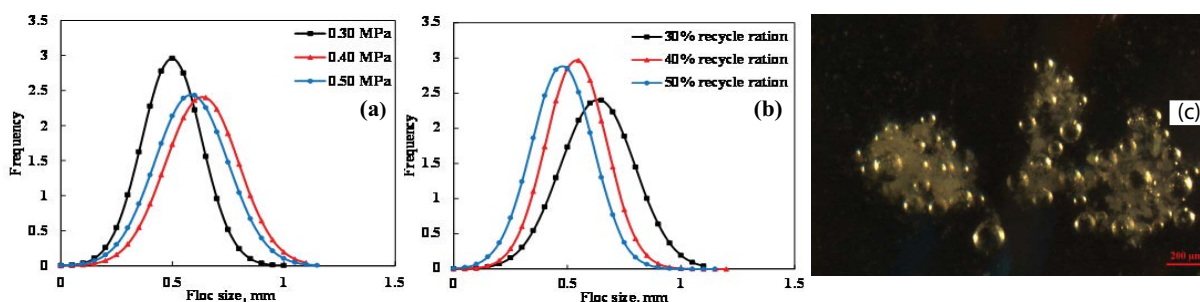 3.5
3
2.5
2
1.5
1
0.5
0
0
0.5
1
1.5
Frequency
Floc size, mm
0.30 MPa
0.40 MPa
0.50 MPa
(a)
3.5
3
2.5
2
1.5
1
0.5
0
0
0.5
1
1.5
Frequency
Floc size, mm
30% recycle ration
40% recycle ration
50% recycle ration
(b)
(c)
200 µm